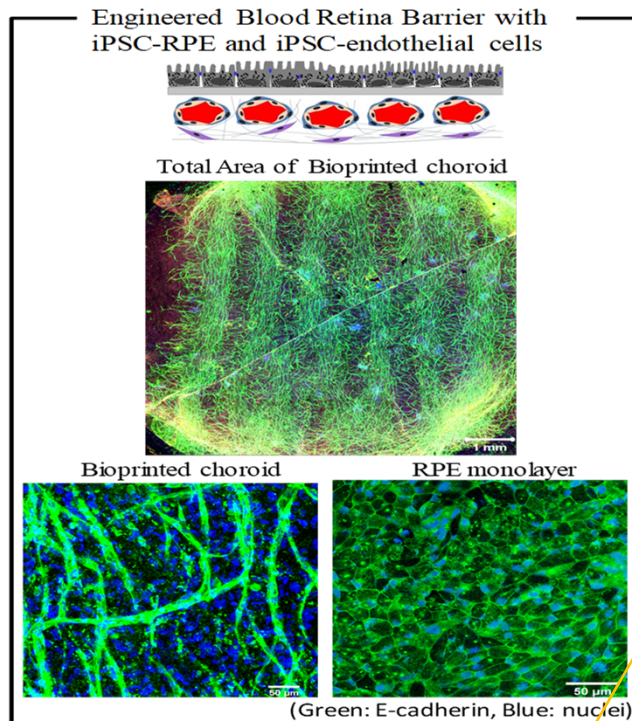 Engineered Blood Retina Barrier with
iPSC-RPE and iPSC-endothelial cells
Total Area of Bioprinted choroid
1 mm
Bioprinted choroid
RPE monolayer
50 µm
50 µm
(Green: E-cadherin, Blue: nuclei)